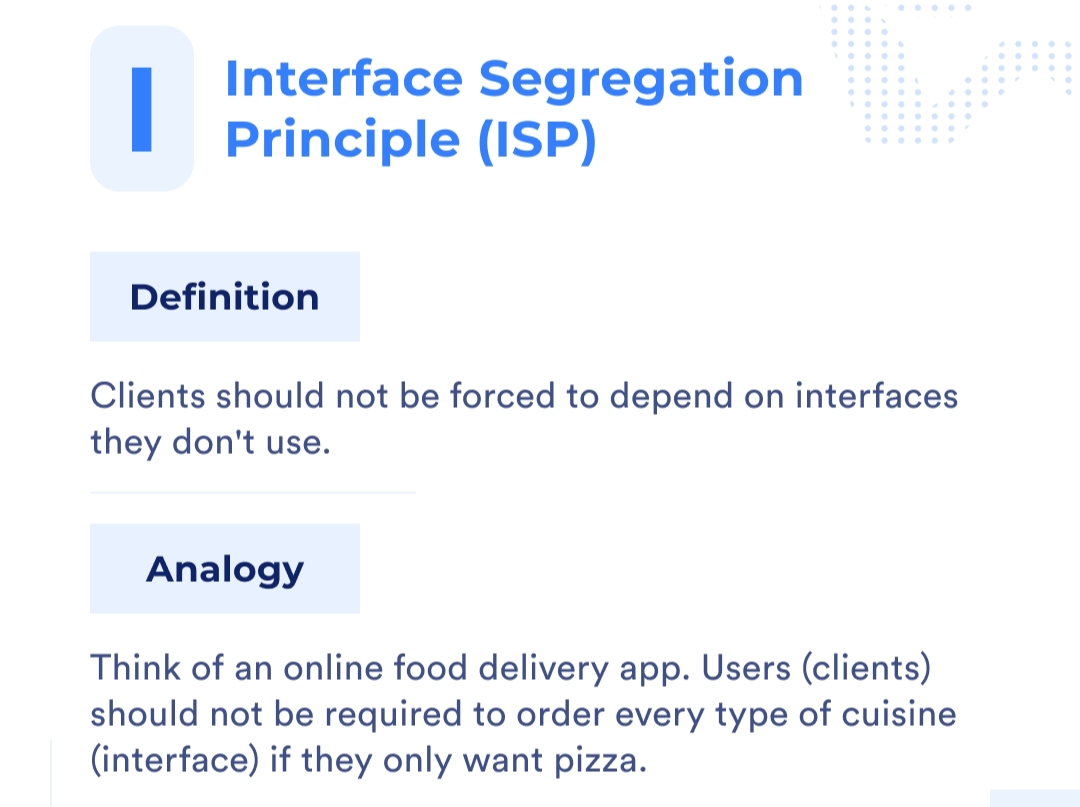 I
Interface Segregation
Principle (ISP)
Definition
Clients should not be forced to depend on interfaces
they don't use.
Analogy
Think of an online food delivery app. Users (clients)
should not be required to order every type of cuisine
(interface) if they only want pizza.